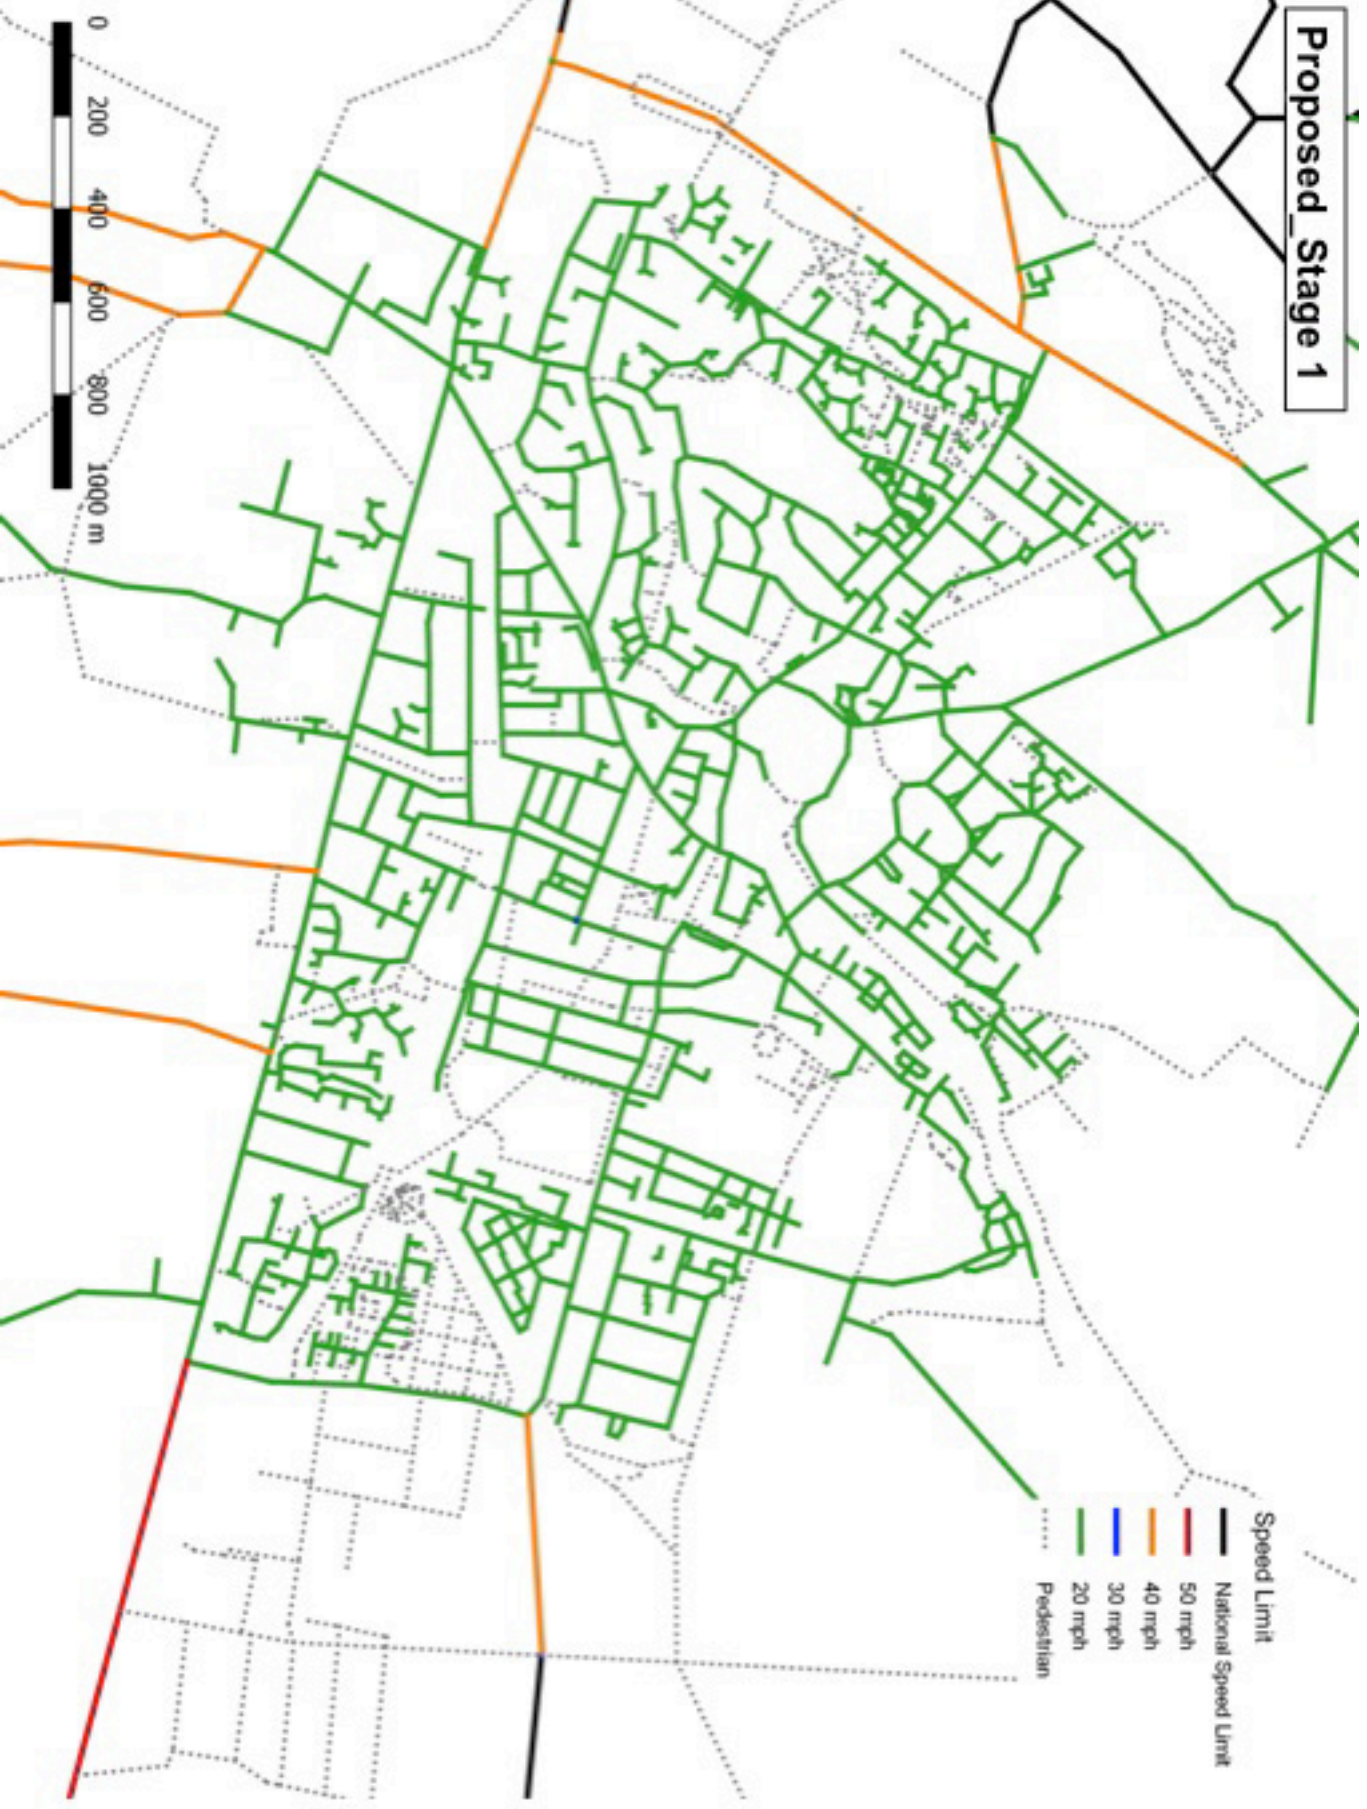 Proposed_Stage 1
Speed Limit
National Speed Limit
50 mph
40 mph
30 mph
20 mph
Pedestrian
0 200 400 600 800 1000 m